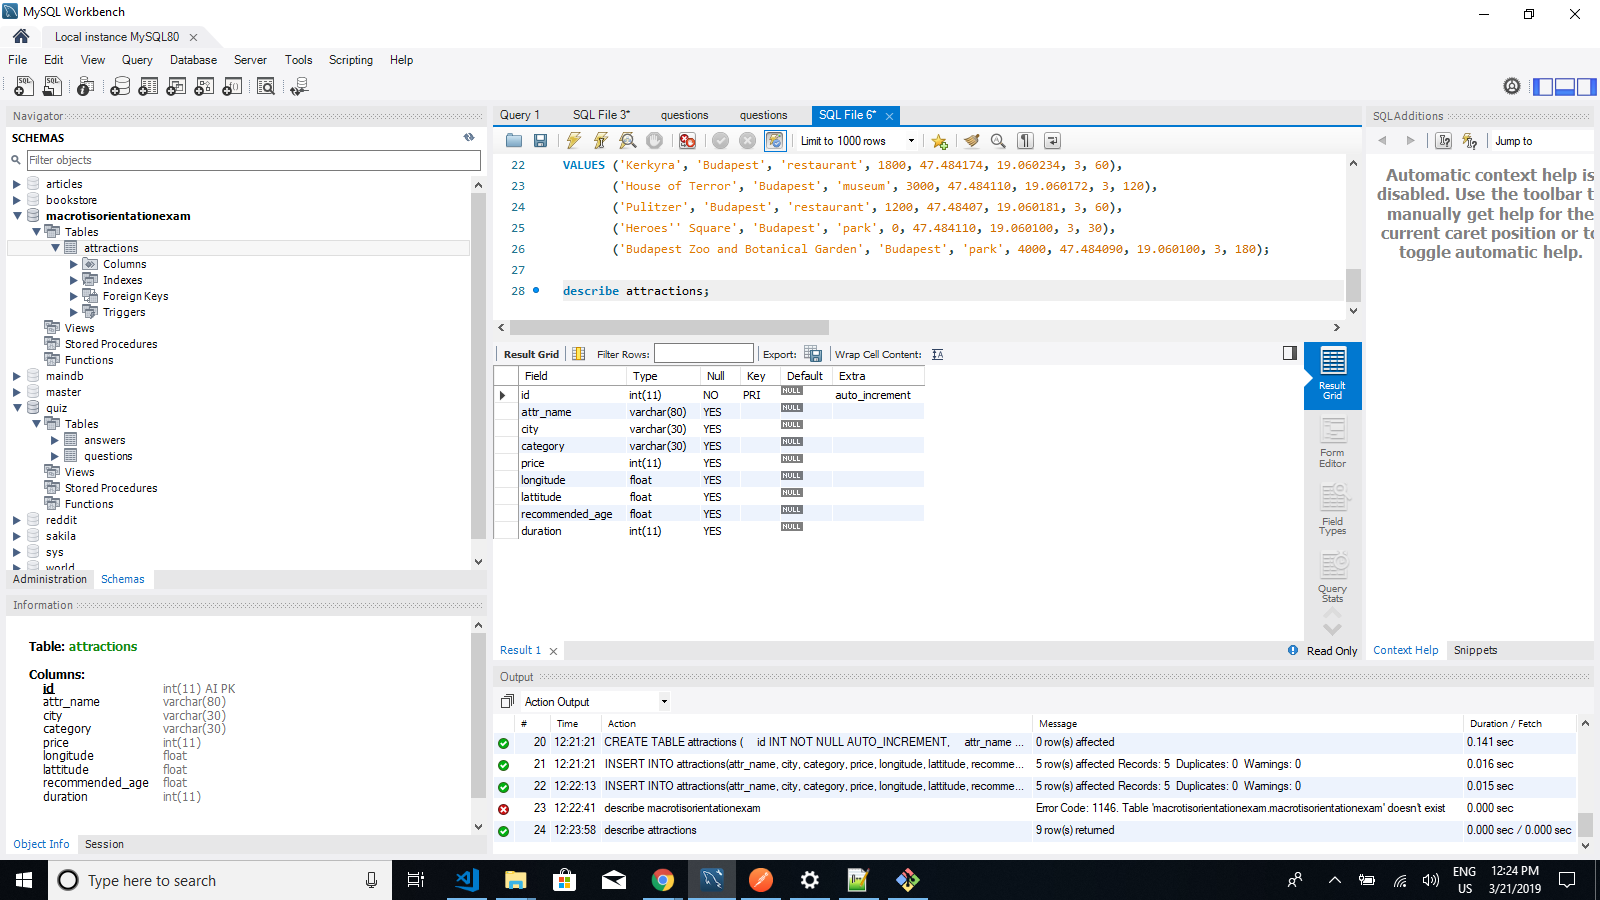 MySQL Workbench
Local instance MySQL80
File Edit View Query Database Server Tools Scripting Help
Navigator
SCHEMAS
Filter objects
articles
bookstore
macrotisorientationexam
Tables
attractions
Columns
Indexes
Foreign Keys
Triggers
Views
Stored Procedures
Functions
maindb
master
quiz
Tables
answers
questions
Views
Stored Procedures
Functions
reddit
sakila
sys
world
Administration Schemas
Information
Table: attractions
Columns:
id int(11) AI PK
attr_name varchar(80)
city varchar(30)
category varchar(30)
price int(11)
longitude float
lattitude float
recommended_age float
duration int(11)
Object Info Session
Query 1 SQL File 3* questions questions SQL File 6*
Limit to 1000 rows
22 VALUES ('Kerkyra', 'Budapest', 'restaurant', 1800, 47.484174, 19.060234, 3, 60),
23 ('House of Terror', 'Budapest', 'museum', 3000, 47.484110, 19.060172, 3, 120),
24 ('Pulitzer', 'Budapest', 'restaurant', 1200, 47.48407, 19.060181, 3, 60),
25 ('Heroes'' Square', 'Budapest', 'park', 0, 47.484110, 19.060100, 3, 30),
26 ('Budapest Zoo and Botanical Garden', 'Budapest', 'park', 4000, 47.484090, 19.060100, 3, 180);
27
28 describe attractions;
Result Grid Filter Rows: Export: Wrap Cell Content:
Field Type Null Key Default Extra
id int(11) NO PRI NULL auto_increment
attr_name varchar(80) YES NULL
city varchar(30) YES NULL
category varchar(30) YES NULL
price int(11) YES NULL
longitude float YES NULL
lattitude float YES NULL
recommended_age float YES NULL
duration int(11) YES NULL
Result
Grid
Form
Editor
Field
Types
Query
Stats
Result 1 Read Only
SQLAdditions
Jump to
Automatic context help is
disabled. Use the toolbar t
manually get help for the
current caret position or to
toggle automatic help.
Context Help Snippets
Output
Action Output
# Time Action Message Duration / Fetch
20 12:21:21 CREATE TABLE attractions ( id INT NOT NULL AUTO_INCREMENT, attr_name ... 0 row(s) affected 0.141 sec
21 12:21:21 INSERT INTO attractions(attr_name, city, category, price, longitude, lattitude, recomme... 5 row(s) affected Records: 5 Duplicates: 0 Warnings: 0 0.016 sec
22 12:22:13 INSERT INTO attractions(attr_name, city, category, price, longitude, lattitude, recomme... 5 row(s) affected Records: 5 Duplicates: 0 Warnings: 0 0.015 sec
23 12:22:41 describe macrotisorientationexam Error Code: 1146. Table 'macrotisorientationexam.macrotisorientationexam' doesn't exist 0.000 sec
24 12:23:58 describe attractions 9 row(s) returned 0.000 sec / 0.000 sec
Type here to search
ENG
US
12:24 PM
3/21/2019